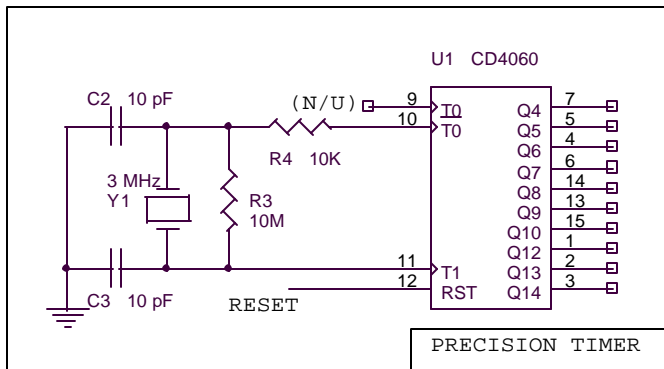 U1 CD4060
C2 10 pF
(N/U)
9
T0
7
Q4
10
T0
5
Q5
R4 10K
4
Q6
6
Q7
3 MHz
Y1
R3
10M
14
Q8
13
Q9
15
Q10
1
Q12
11
T1
2
Q13
12
RST
3
Q14
C3 10 pF
RESET
PRECISION TIMER